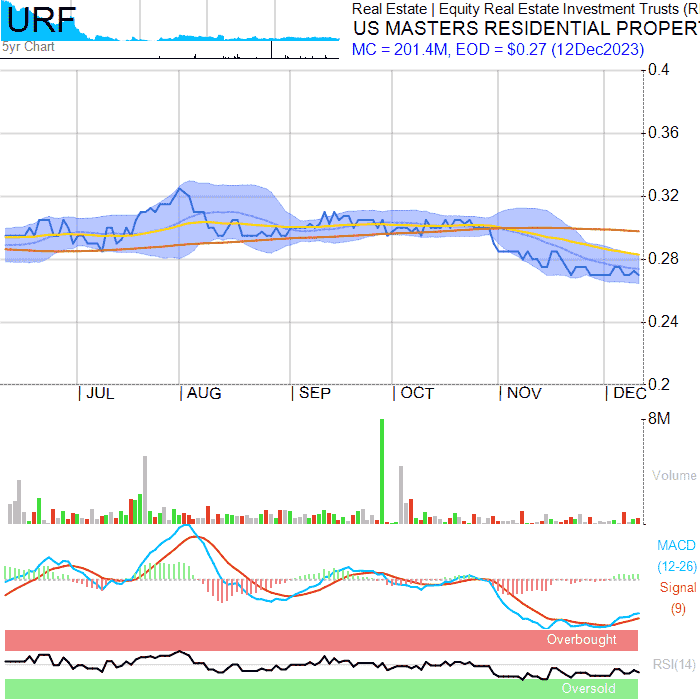 URF
5yr Chart
Real Estate | Equity Real Estate Investment Trusts (R
US MASTERS RESIDENTIAL PROPER
MC = 201.4M, EOD = $0.27 (12Dec2023)
0.4
0.36
0.32
0.28
0.24
0.2
| JUL | AUG | SEP | OCT | NOV | DEC
8M
Volume
MACD
(12-26)
Signal
(9)
Overbought
RSI(14)
Oversold